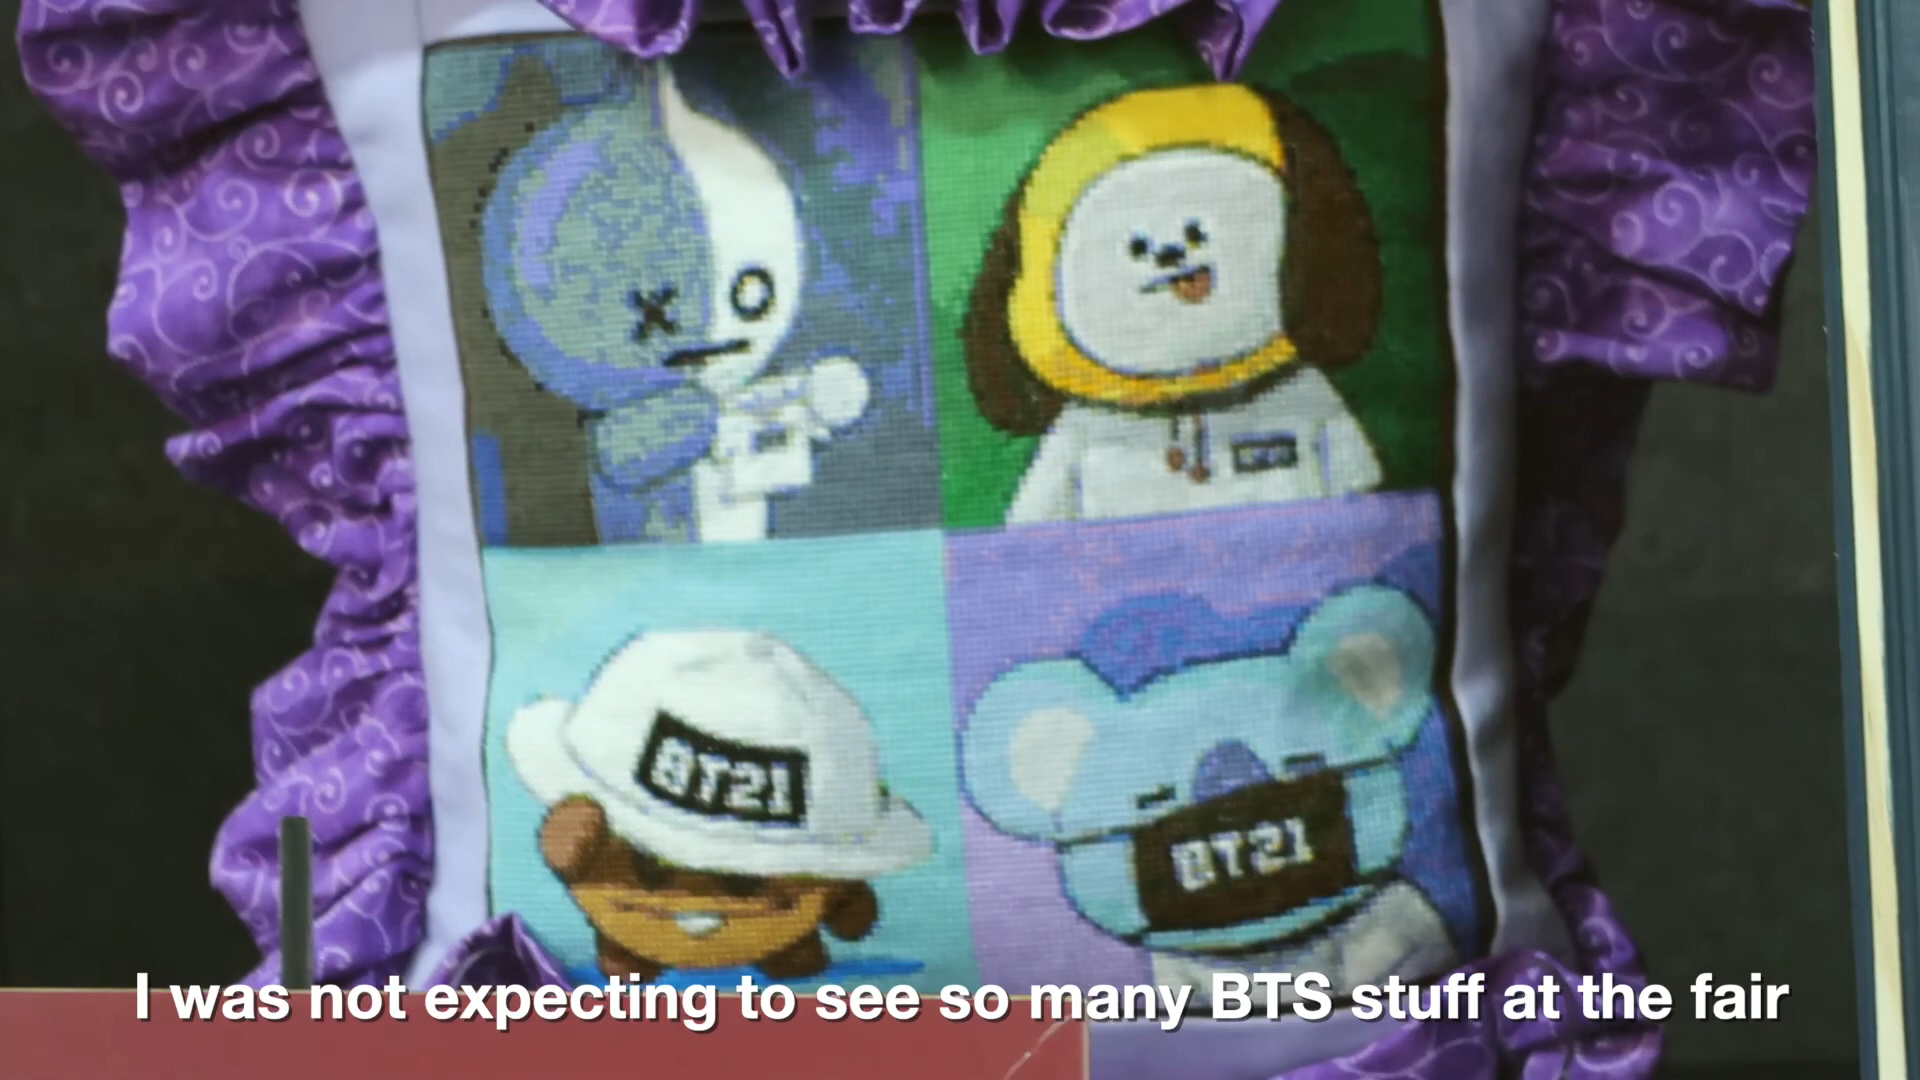 BT21
BT21
I was not expecting to see so many BTS stuff at the fair